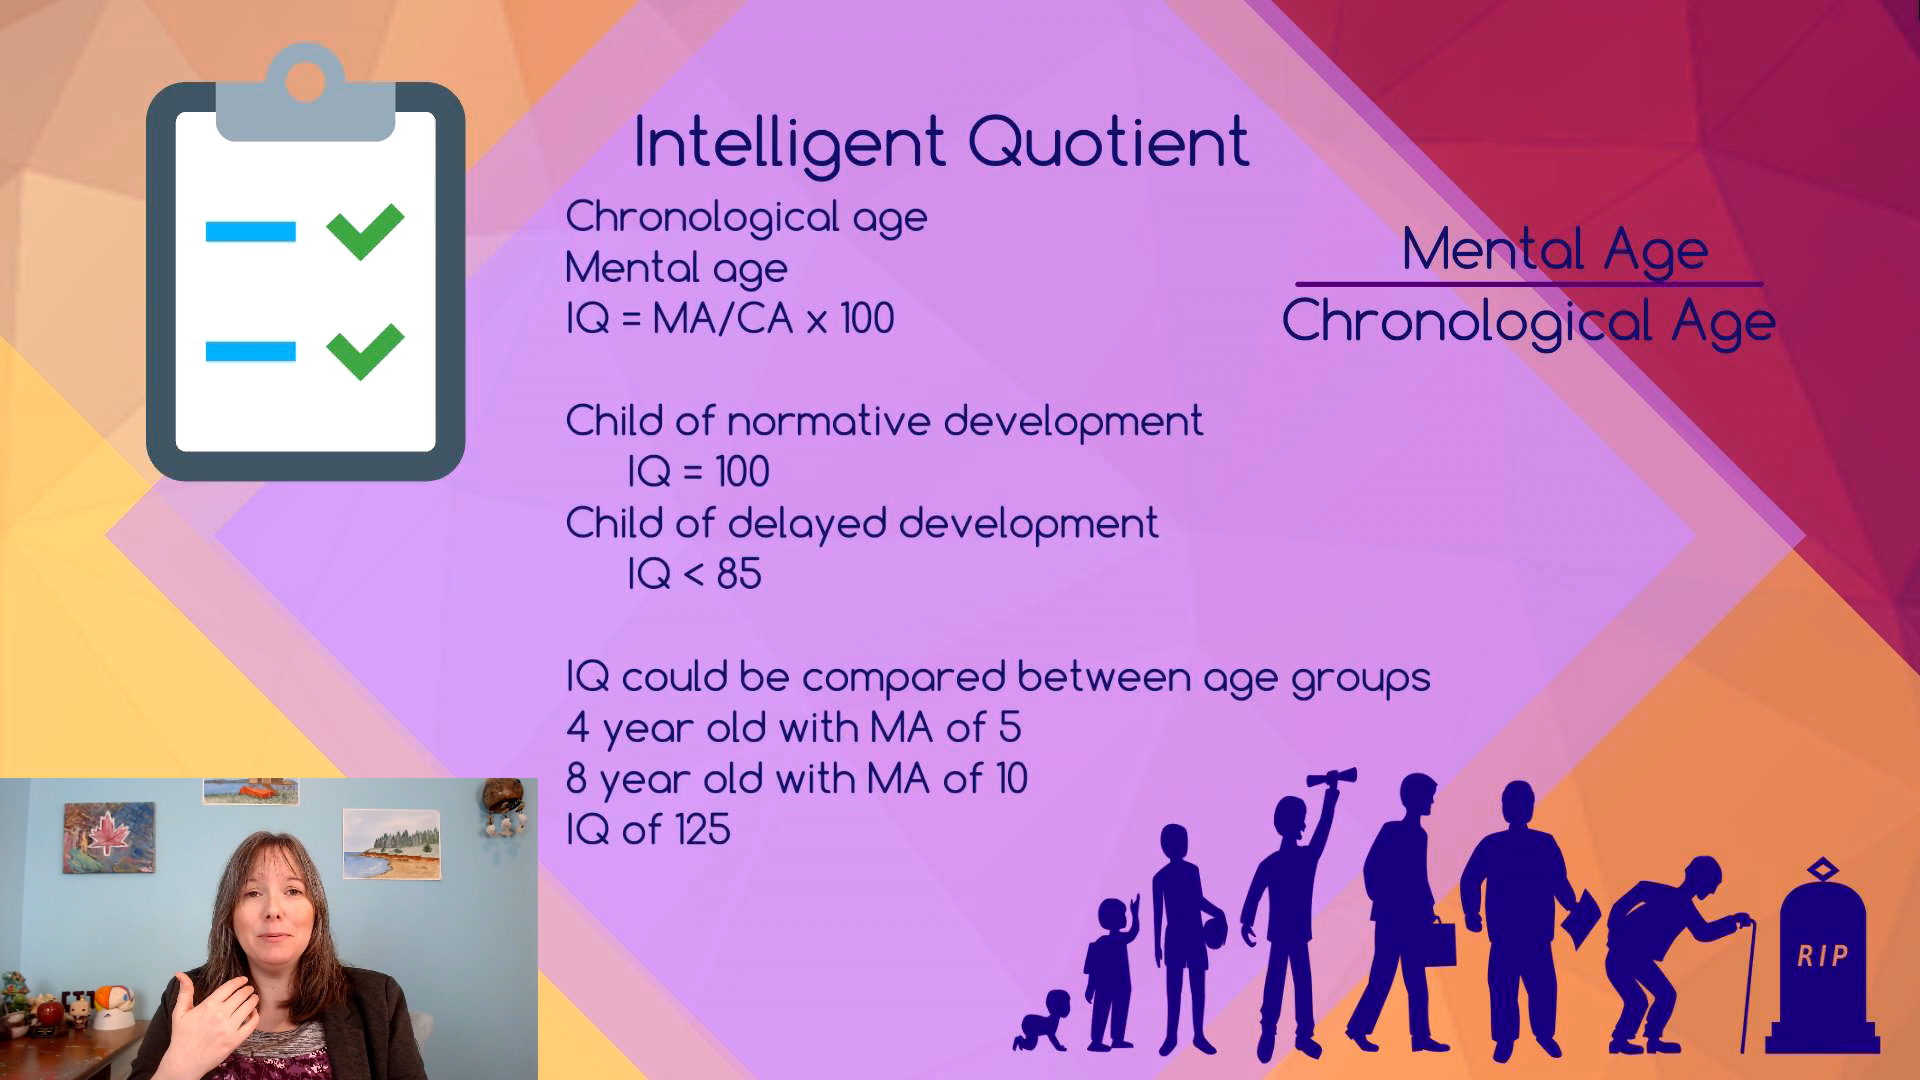 Intelligent Quotient
Chronological age
Mental age
IQ = MA/CA x 100
Mental Age
Chronological Age
Child of normative development
IQ = 100
Child of delayed development
IQ < 85
IQ could be compared between age groups
4 year old with MA of 5
8 year old with MA of 10
IQ of 125
RIP